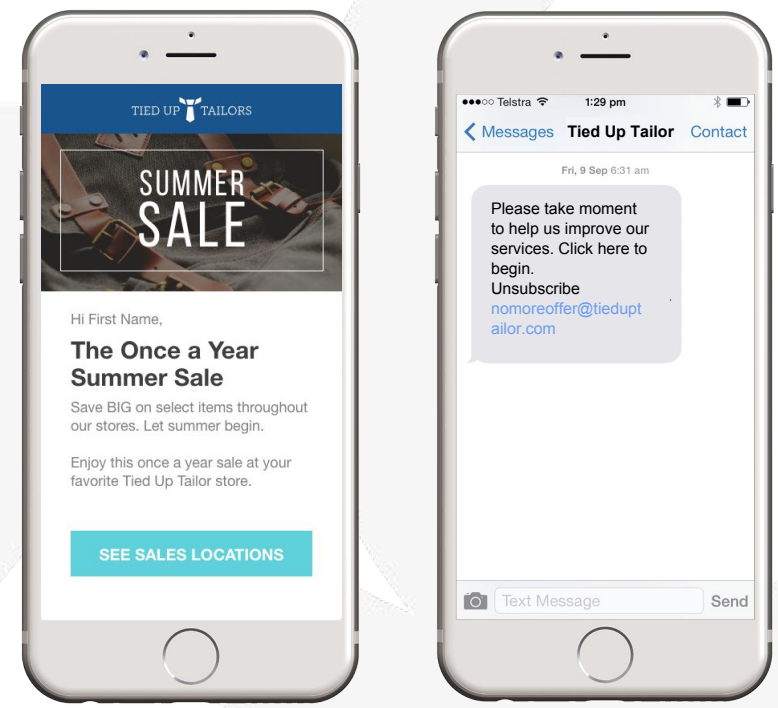 TIED UP TAILORS
SUMMER
SALE
Hi First Name,
The Once a Year
Summer Sale
Save BIG on select items throughout
our stores. Let summer begin.
Enjoy this once a year sale at your
favorite Tied Up Tailor store.
SEE SALES LOCATIONS
Telstra 1:29 pm
Messages Tied Up Tailor Contact
Fri, 9 Sep 6:31 am
Please take moment
to help us improve our
services. Click here to
begin.
Unsubscribe
nomoreoffer@tiedupt
ailor.com
Text Message Send